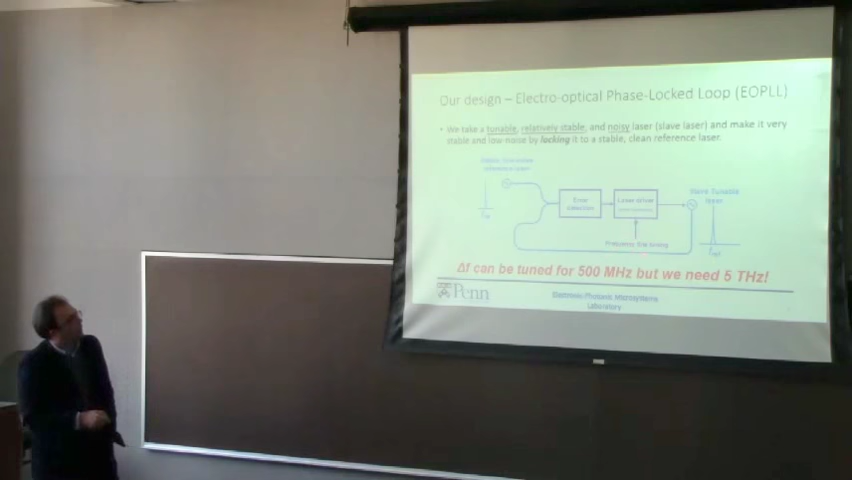 Our design – Electro-optical Phase-Locked Loop (EOPLL)
• We take a tunable, relatively stable, and noisy laser (slave laser) and make it very
stable and low-noise by locking it to a stable, clean reference laser.
Slave Tunable
laser
Error
detection
Laser driver
Frequency fine tuning
Δf can be tuned for 500 MHz but we need 5 THz!
Penn
Electronic Photonic Microsystems
Laboratory